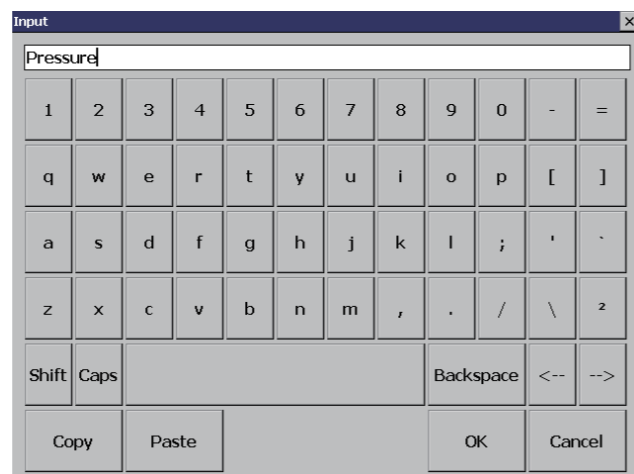 Input
Pressure
1 2 3 4 5 6 7 8 9 0 - =
q w e r t y u i o p [ ]
a s d f g h j k l ; ' `
z x c v b n m , . / \ ²
Shift Caps Backspace <-- -->
Copy Paste OK Cancel